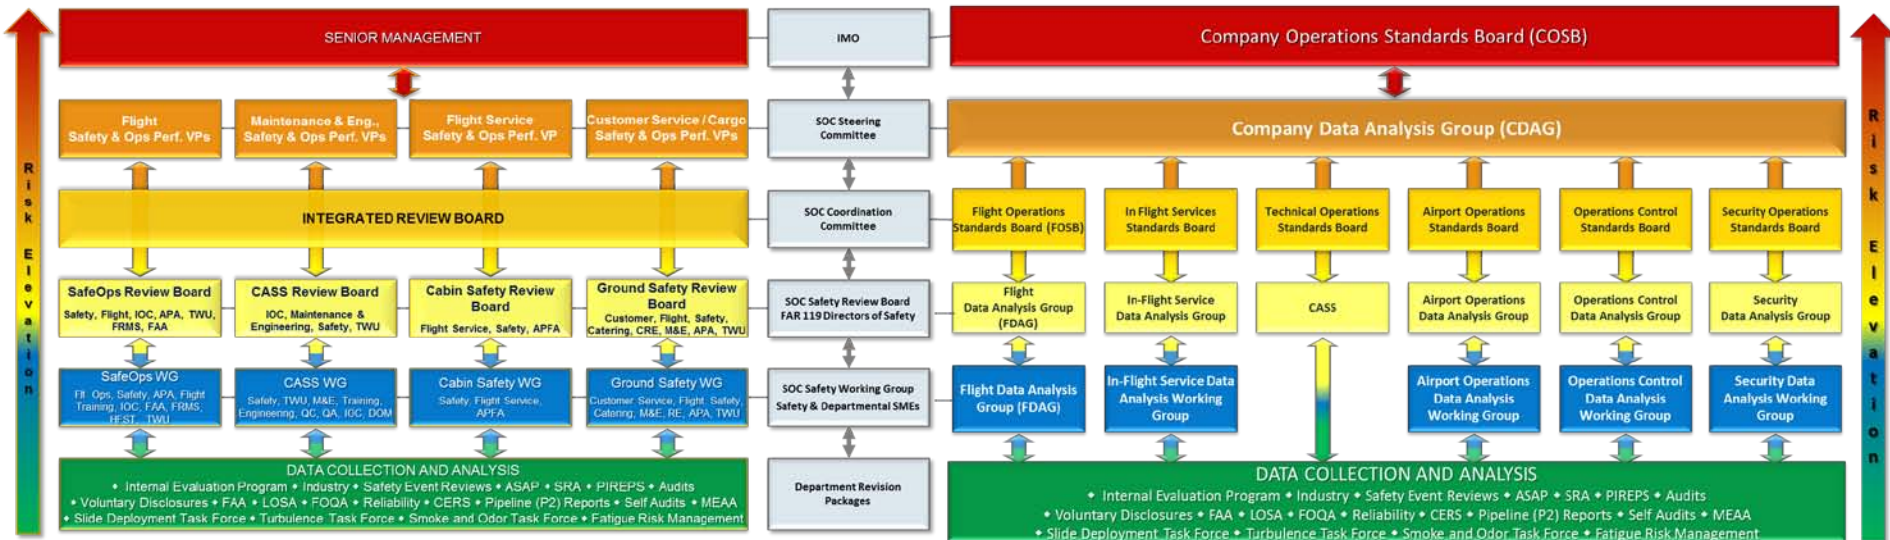 Risk Elevation
SENIOR MANAGEMENT
IMO
Company Operations Standards Board (COSB)
Risk Elevation
Flight
Safety & Ops Perf. VPs
Maintenance & Eng.,
Safety & Ops Perf. VPs
Flight Service
Safety & Ops Perf. VP
Customer Service / Cargo
Safety & Ops Perf. VPs
SOC Steering
Committee
Company Data Analysis Group (CDAG)
INTEGRATED REVIEW BOARD
SOC Coordination
Committee
Flight Operations
Standards Board (FOSB)
In Flight Services
Standards Board
Technical Operations
Standards Board
Airport Operations
Standards Board
Operations Control
Standards Board
Security Operations
Standards Board
SafeOps Review Board
Safety, Flight, IOC, APA, TWU,
FRMS, FAA
CASS Review Board
IOC, Maintenance &
Engineering, Safety, TWU
Cabin Safety Review
Board
Flight Service, Safety, APFA
Ground Safety Review
Board
Customer, Flight, Safety,
Catering, CRE, M&E, APA, TWU
SOC Safety Review Board
FAR 119 Directors of Safety
Flight
Data Analysis Group
(FDAG)
In-Flight Service
Data Analysis Group
CASS
Airport Operations
Data Analysis Group
Operations Control
Data Analysis Group
Security
Data Analysis Group
SafeOps WG
Flt Ops, Safety, APA, Flight
Training, IOC, FAA, FRMS,
HFST, TWU
CASS WG
Safety, TWU, M&E, Training,
Engineering, QC, QA, IOC, DOM
Cabin Safety WG
Safety, Flight Service,
APFA
Ground Safety WG
Customer Service, Flight, Safety,
Catering, M&E, RE, APA, TWU
SOC Safety Working Group
Safety & Departmental SMEs
Flight Data Analysis
Group (FDAG)
In-Flight Service Data
Analysis Working
Group
Airport Operations
Data Analysis
Working Group
Operations Control
Data Analysis
Working Group
Security Data
Analysis Working
Group
DATA COLLECTION AND ANALYSIS
• Internal Evaluation Program • Industry • Safety Event Reviews • ASAP • SRA • PIREPS • Audits
• Voluntary Disclosures • FAA • LOSA • FOQA • Reliability • CERS • Pipeline (P2) Reports • Self Audits • MEAA
• Slide Deployment Task Force • Turbulence Task Force • Smoke and Odor Task Force • Fatigue Risk Management
Department Revision
Packages
DATA COLLECTION AND ANALYSIS
• Internal Evaluation Program • Industry • Safety Event Reviews • ASAP • SRA • PIREPS • Audits
• Voluntary Disclosures • FAA • LOSA • FOQA • Reliability • CERS • Pipeline (P2) Reports • Self Audits • MEAA
• Slide Deployment Task Force • Turbulence Task Force • Smoke and Odor Task Force • Fatigue Risk Management